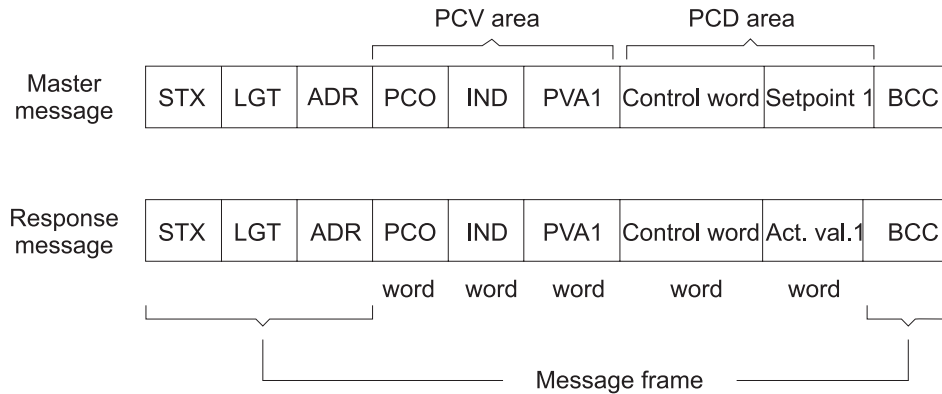 PCV area PCD area
Master message
STX LGT ADR PCO IND PVA1 Control word Setpoint 1 BCC
Response message
STX LGT ADR PCO IND PVA1 Control word Act. val.1 BCC
word word word word word
Message frame